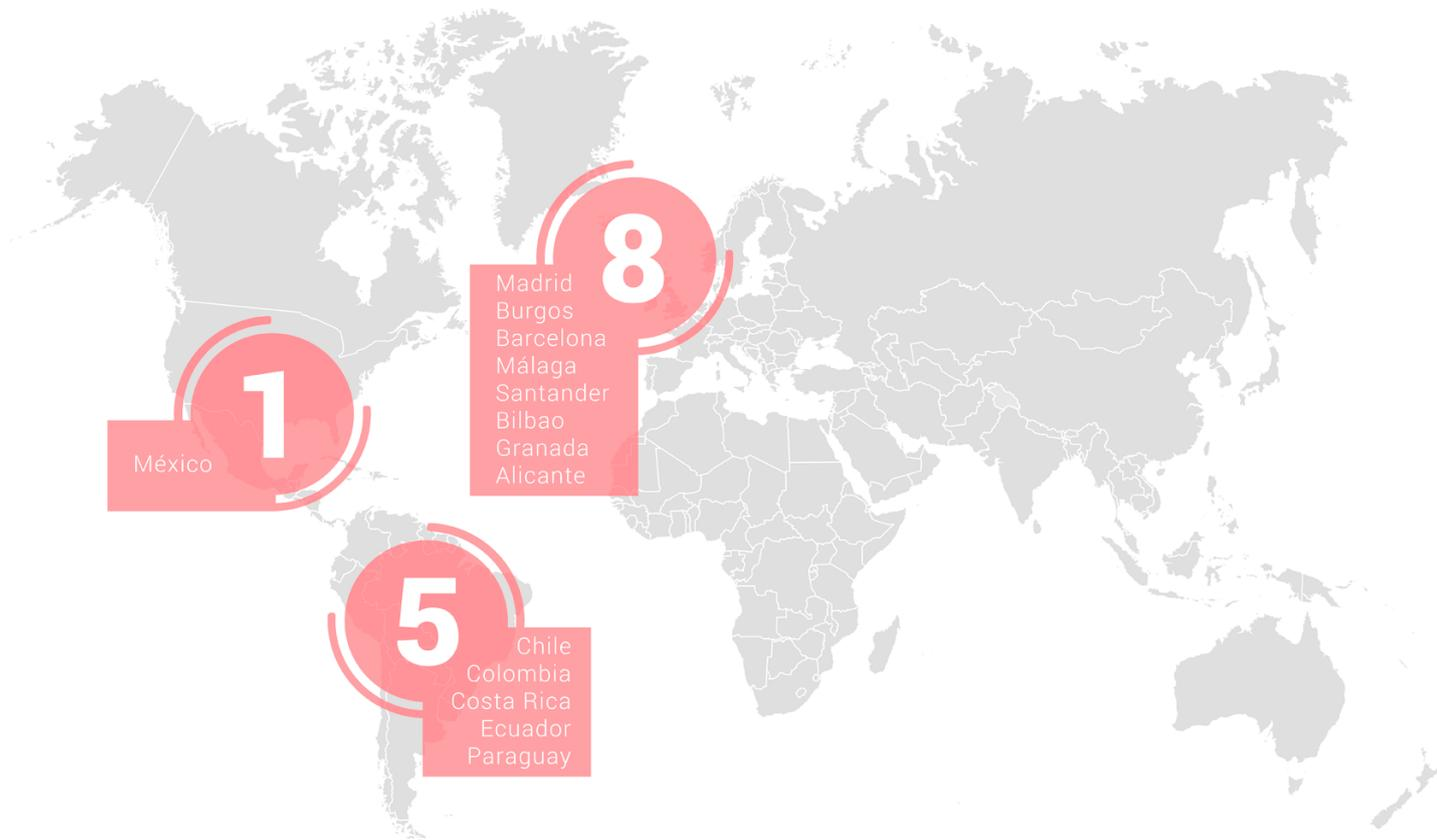 8
Madrid
Burgos
Barcelona
Málaga
Santander
Bilbao
Granada
Alicante
1
México
5
Chile
Colombia
Costa Rica
Ecuador
Paraguay